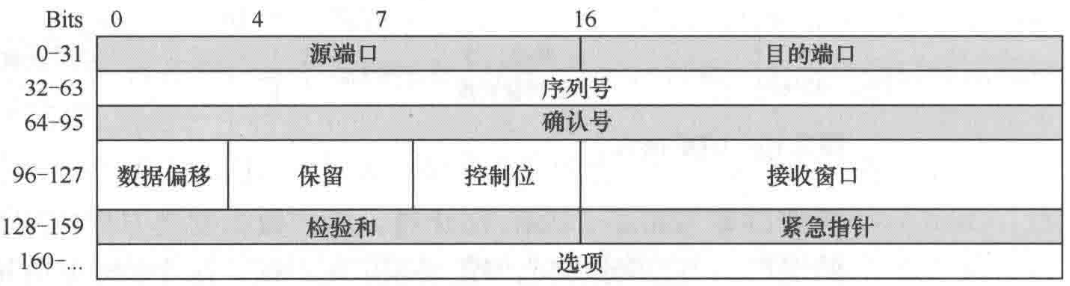 Bits 0 4 7 16
0-31 源端口 目的端口
32-63 序列号
64-95 确认号
96-127 数据偏移 保留 控制位 接收窗口
128-159 检验和 紧急指针
160-... 选项